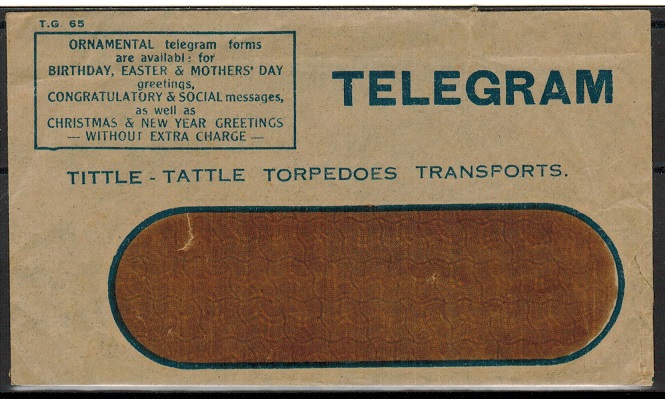 T.G. 65
ORNAMENTAL telegram forms
are available for
BIRTHDAY, EASTER & MOTHERS' DAY
greetings,
CONGRATULATORY & SOCIAL messages,
as well as
CHRISTMAS & NEW YEAR GREETINGS
— WITHOUT EXTRA CHARGE —
TELEGRAM
TITTLE - TATTLE TORPEDOES TRANSPORTS.